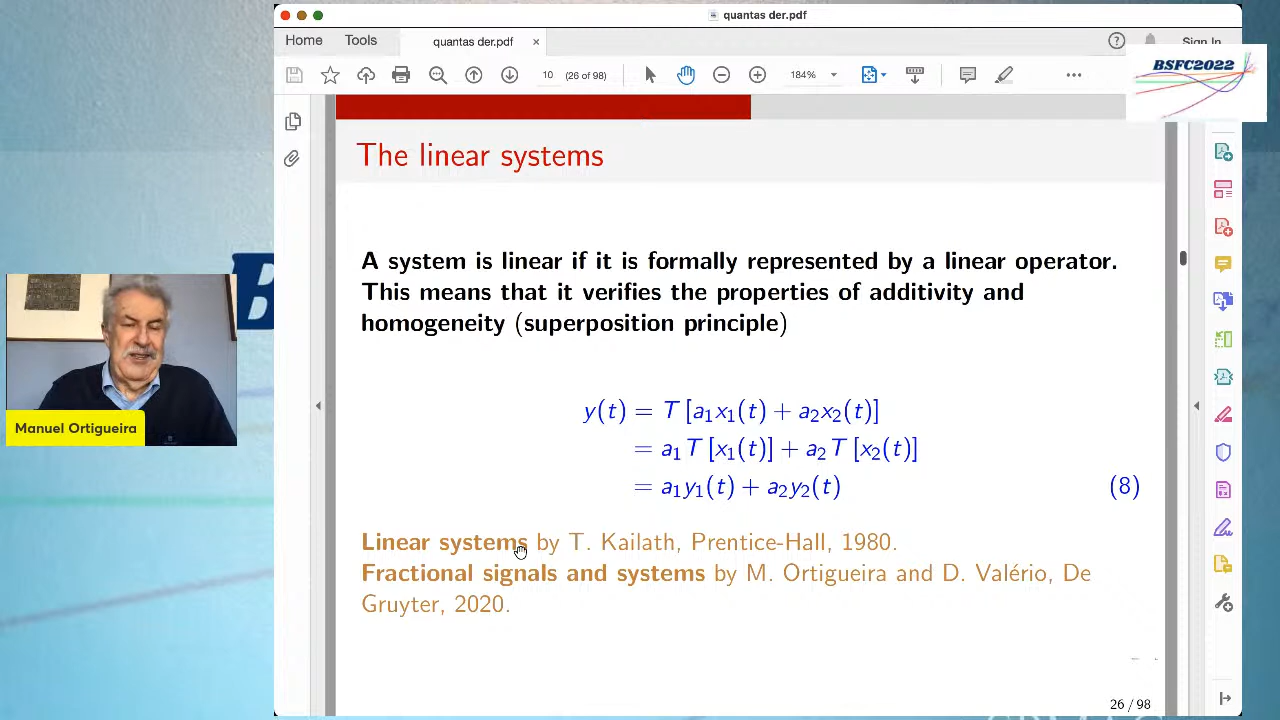 quantas der.pdf
Home Tools quantas der.pdf × Sign In
BSFC2022
(26 of 98) 184%
The linear systems
A system is linear if it is formally represented by a linear operator.
This means that it verifies the properties of additivity and
homogeneity (superposition principle)
y(t) = T [a₁x₁(t) + a₂x₂(t)]
= a₁T [x₁(t)] + a₂T [x₂(t)]
= a₁y₁(t) + a₂y₂(t) (8)
Manuel Ortigueira
Linear systems by T. Kailath, Prentice-Hall, 1980.
Fractional signals and systems by M. Ortigueira and D. Valério, De
Gruyter, 2020.
26 / 98